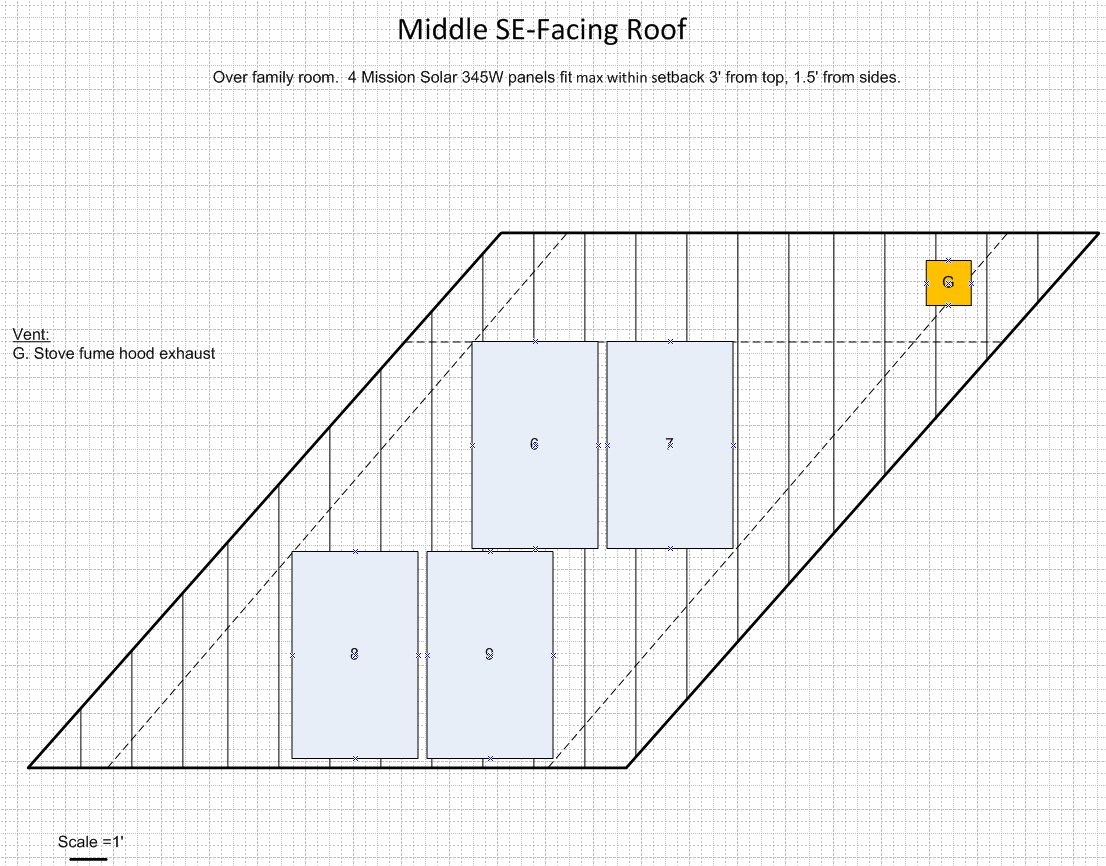 Middle SE-Facing Roof
Over family room. 4 Mission Solar 345W panels fit max within setback 3' from top, 1.5' from sides.
G
Vent:
G. Stove fume hood exhaust
6
7
8
9
Scale =1'